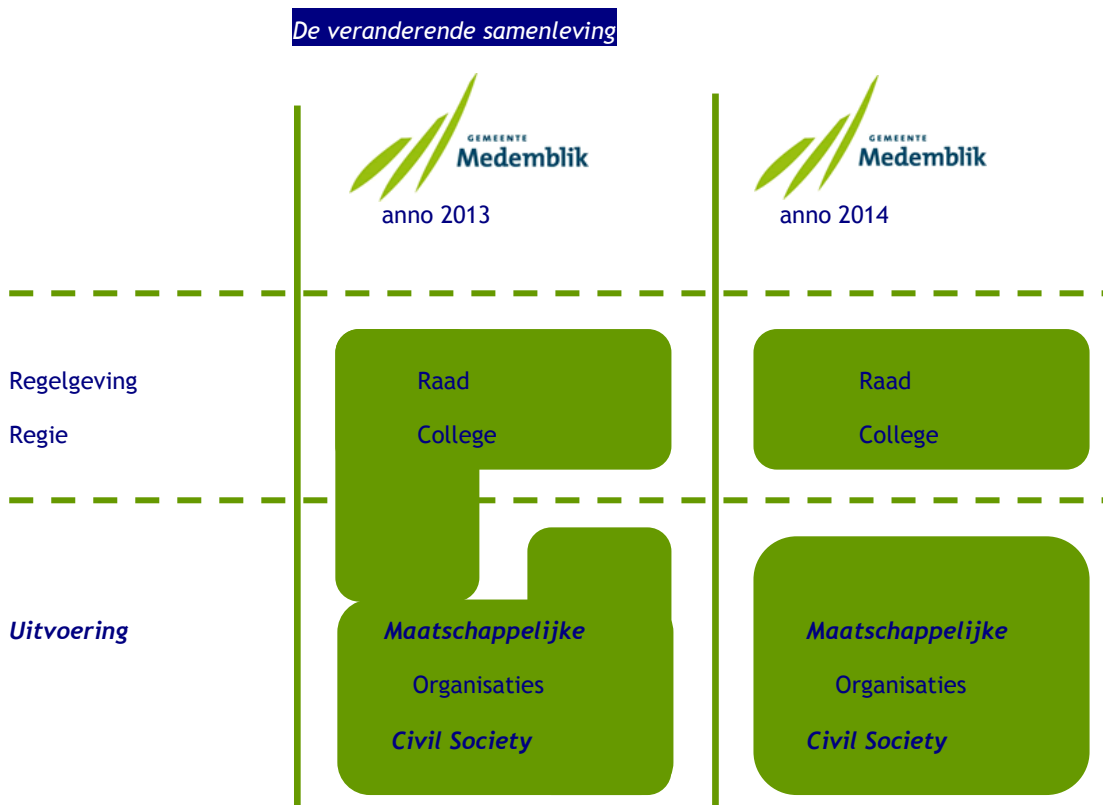 De veranderende samenleving
GEMEENTE GEMEENTE
Medemblik Medemblik
anno 2013 anno 2014
Regelgeving Raad Raad
Regie College College
Uitvoering Maatschappelijke Maatschappelijke
Organisaties Organisaties
Civil Society Civil Society